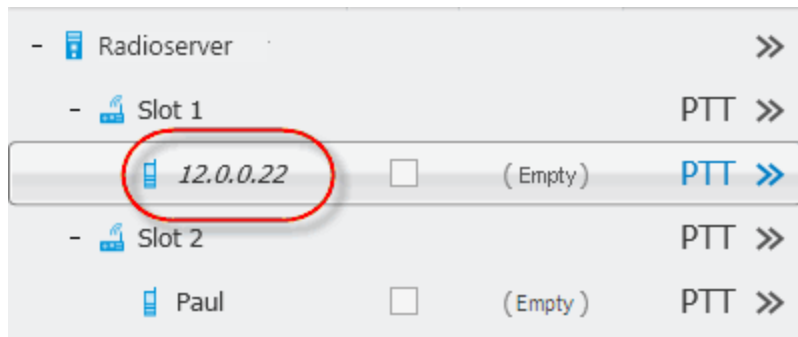 - Radioserver »
- Slot 1 PTT »
12.0.0.22 (Empty) PTT »
- Slot 2 PTT »
Paul (Empty) PTT »